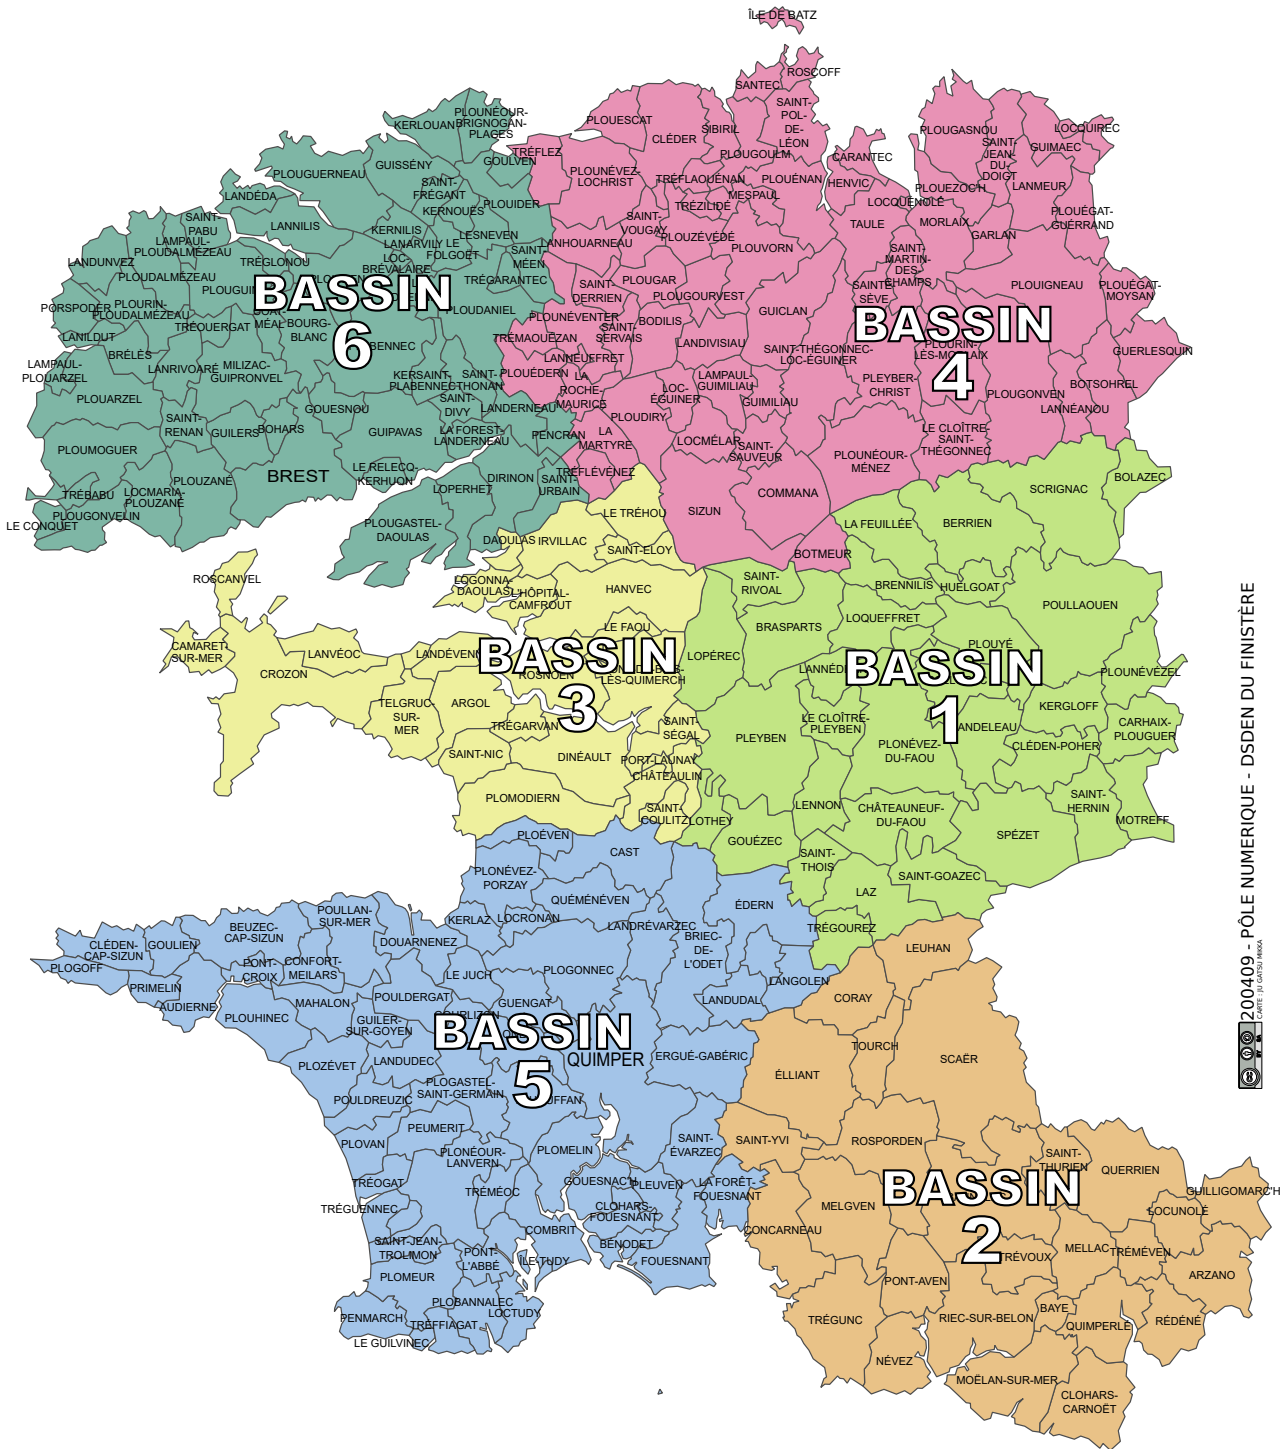 ÎLE DE BATZ
ROSCOFF
SANTEC
SAINT-
POL-
DE-
LÉON
PLOUESCAT
CLÉDER
SIBIRIL
PLOUGOULM
CARANTEC
PLOUGASNOU
LOCQUIREC
SAINT-
JEAN-
DU-
DOIGT
GUIMAEC
TRÉFLEZ
PLOUNÉVEZ-
LOCHRIST
TRÉFLAOUÉNAN
PLOUÉNAN
HENVIC
PLOUEZOC'H
LANMEUR
MESPAUL
TRÉZILIDÉ
LOCQUÉNOLÉ
PLOUÉGAT-
GUÉRRAND
SAINT-
VOUGAY
TAULE
MORLAIX
GARLAN
LANHOUARNEAU
PLOUZÉVÉDÉ
PLOUVORN
SAINT-
MARTIN-
DES-
CHAMPS
SAINT-
DERRIEN
PLOUGAR
PLOUGOURVEST
SAINTE-
SÈVE
PLOUIGNEAU
PLOUÉGAT-
MOYSAN
PLOUNÉVENTER
SAINT-
SERVAIS
BODILIS
GUICLAN
BASSIN
4
TRÉMAOUÉZAN
LANNEUFFRET
LANDIVISIAU
SAINT-THÉGONNEC-
LOC-ÉGUINER
PLOURIN-
LÈS-MORLAIX
GUERLESQUIN
PLOUÉDERN
LA
ROCHE-
MAURICE
LOC-
ÉGUINER
LAMPAUL-
GUIMILIAU
GUIMILIAU
PLEYBER-
CHRIST
PLOUGONVEN
BOTSOHREL
LANNÉANOU
PLOUDIRY
LA
MARTYRE
LOCMÉLAR
SAINT-
SAUVEUR
PLOUNÉOUR-
MÉNEZ
LE CLOÎTRE-
SAINT-
THÉGONNEC
TRÉFLÉVÉNEZ
COMMANA
SIZUN
BOTMEUR
KERLOUAN
PLOUNÉOUR-
BRIGNOGAN-
PLAGES
GOULVEN
GUISSÉNY
PLOUGUERNEAU
SAINT-
FRÉGANT
KERNOUES
PLOUIDER
LANDÉDA
SAINT-
PABU
LANNILIS
KERNILIS
LANARVILY
LE
FOLGOËT
LESNEVEN
LAMPAUL-
PLOUDALMÉZEAU
LOC-
BRÉVALAIRE
SAINT-
MÉEN
LANDUNVEZ
PLOUDALMÉZEAU
TRÉGLONOU
TRÉGARANTEC
BASSIN
6
PORSPODER
PLOURIN-
PLOUDALMÉZEAU
TRÉOUERGAT
BOURG-
BLANC
LANILDUT
BRÉLÈS
LANRIVOARÉ
MILIZAC-
GUIPRONVEL
KERSAINT-
PLABENNEC
SAINT-
THONAN
LAMPAUL-
PLOUARZEL
PLOUARZEL
GOUESNOU
SAINT-
DIVY
LANDERNEAU
SAINT-
RENAN
GUILERS
BOHARS
GUIPAVAS
LA FOREST-
LANDERNEAU
PENCRAN
PLOUMOGUER
BREST
LE RELECQ-
KERHUON
DIRINON
SAINT-
URBAIN
LOPERHET
PLOUZANÉ
TRÉBABU
LOCMARIA-
PLOUZANÉ
PLOUGONVELIN
LE CONQUET
PLOUGASTEL-
DAOULAS
DAOULAS
IRVILLAC
LE TRÉHOU
SAINT-ELOY
LOGONNA-
DAOULAS
L'HÔPITAL-
CAMFROUT
HANVEC
ROSCANVEL
LE FAOU
CAMARET-
SUR-MER
CROZON
LANVÉOC
BASSIN
3
ROSNOËN
LÈS-QUIMERCH
TELGRUC-
SUR-
MER
ARGOL
TRÉGARVAN
SAINT-
SÉGAL
SAINT-NIC
DINÉAULT
PORT-LAUNAY
CHÂTEAULIN
PLOMODIERN
SAINT-
COULITZ
SCRIGNAC
BOLAZEC
LA FEUILLÉE
BERRIEN
SAINT-
RIVOAL
BRENNILIS
HUELGOAT
POULLAOUEN
BRASPARTS
LOQUEFFRET
PLOUYÉ
LOPÉREC
BASSIN
1
PLOUNÉVÉZEL
PLEYBEN
LE CLOÎTRE-
PLEYBEN
PLONÉVEZ-
DU-FAOU
KERGLOFF
CARHAIX-
PLOUGUER
CLÉDEN-POHER
LENNON
CHÂTEAUNEUF-
DU-FAOU
SAINT-
HERNIN
MOTREFF
LOTHEY
GOUÉZEC
SPÉZET
SAINT-
THOIS
LAZ
SAINT-GOAZEC
TRÉGOUREZ
PLOÉVEN
CAST
PLONÉVEZ-
PORZAY
QUÉMÉNÉVEN
ÉDERN
POULLAN-
SUR-MER
KERLAZ
LOCRONAN
LANDRÉVARZEC
BEUZEC-
CAP-SIZUN
DOUARNENEZ
BRIEC-
DE-
L'ODET
CLÉDEN-
CAP-SIZUN
GOULIEN
PLOGOFF
PONT-
CROIX
CONFORT-
MEILARS
LE JUCH
PLOGONNEC
LANGOLEN
PRIMELIN
AUDIERNE
MAHALON
POULDERGAT
GUENGAT
LANDUDAL
PLOUHINEC
GUILER-
SUR-GOYEN
BASSIN
5
QUIMPER
ERGUÉ-GABÉRIC
PLOZÉVET
LANDUDEC
PLOGASTEL-
SAINT-GERMAIN
POULDREUZIC
PLOVAN
PEUMERIT
PLONÉOUR-
LANVERN
PLOMELIN
SAINT-
ÉVARZEC
TRÉOGAT
TRÉMÉOC
GOUESNAC'H
PLEUVEN
LA FORÊT-
FOUESNANT
TRÉGUENNEC
CLOHARS-
FOUESNANT
SAINT-JEAN-
TROLIMON
COMBRIT
BÉNODET
PONT-
L'ABBÉ
ÎLE-TUDY
FOUESNANT
PLOMEUR
PLOBANNALEC
LOCTUDY
PENMARCH
TREFFIAGAT
LE GUILVINEC
LEUHAN
CORAY
TOURCH
SCAËR
ÉLLIANT
SAINT-YVI
ROSPORDEN
SAINT-
THURIEN
QUERRIEN
GUILLIGOMARC'H
BASSIN
2
MELGVEN
LOCUNOLÉ
CONCARNEAU
MELLAC
TRÉMÉVEN
ARZANO
PONT-AVEN
TRÉGUNC
RIEC-SUR-BELON
BAYE
QUIMPERLÉ
RÉDÉNÉ
NÉVEZ
MOËLAN-SUR-MER
CLOHARS-
CARNOËT
200409 - PÔLE NUMERIQUE - DSDEN DU FINISTÈRE